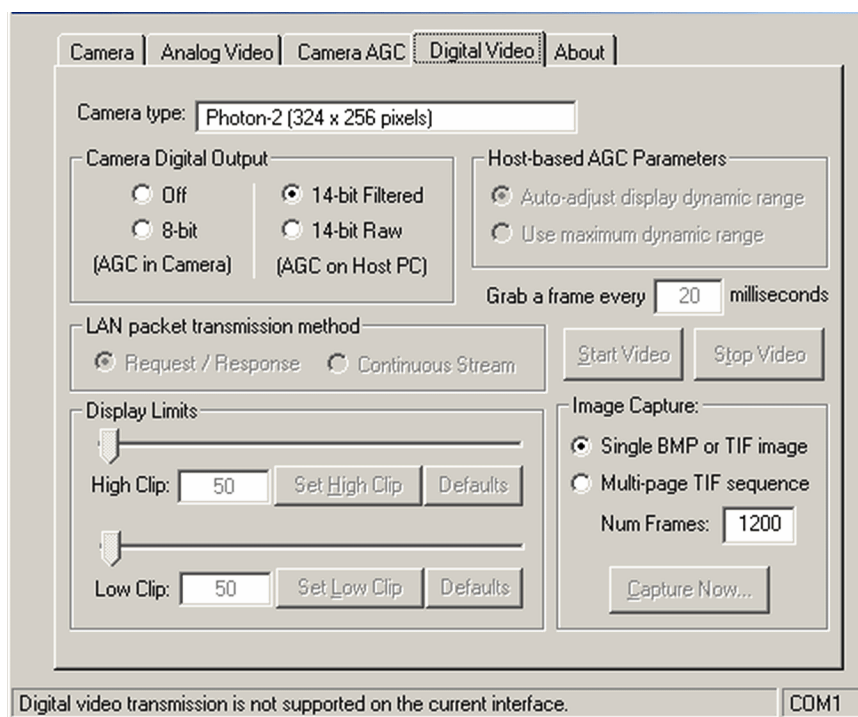 Camera Analog Video Camera AGC Digital Video About
Camera type: Photon-2 (324 x 256 pixels)
Camera Digital Output
Off
14-bit Filtered
8-bit
14-bit Raw
(AGC in Camera)
(AGC on Host PC)
Host-based AGC Parameters
Auto-adjust display dynamic range
Use maximum dynamic range
Grab a frame every 20 milliseconds
LAN packet transmission method
Request / Response Continuous Stream
Start Video Stop Video
Display Limits
High Clip: 50 Set High Clip Defaults
Low Clip: 50 Set Low Clip Defaults
Image Capture:
Single BMP or TIF image
Multi-page TIF sequence
Num Frames: 1200
Capture Now...
Digital video transmission is not supported on the current interface. COM1